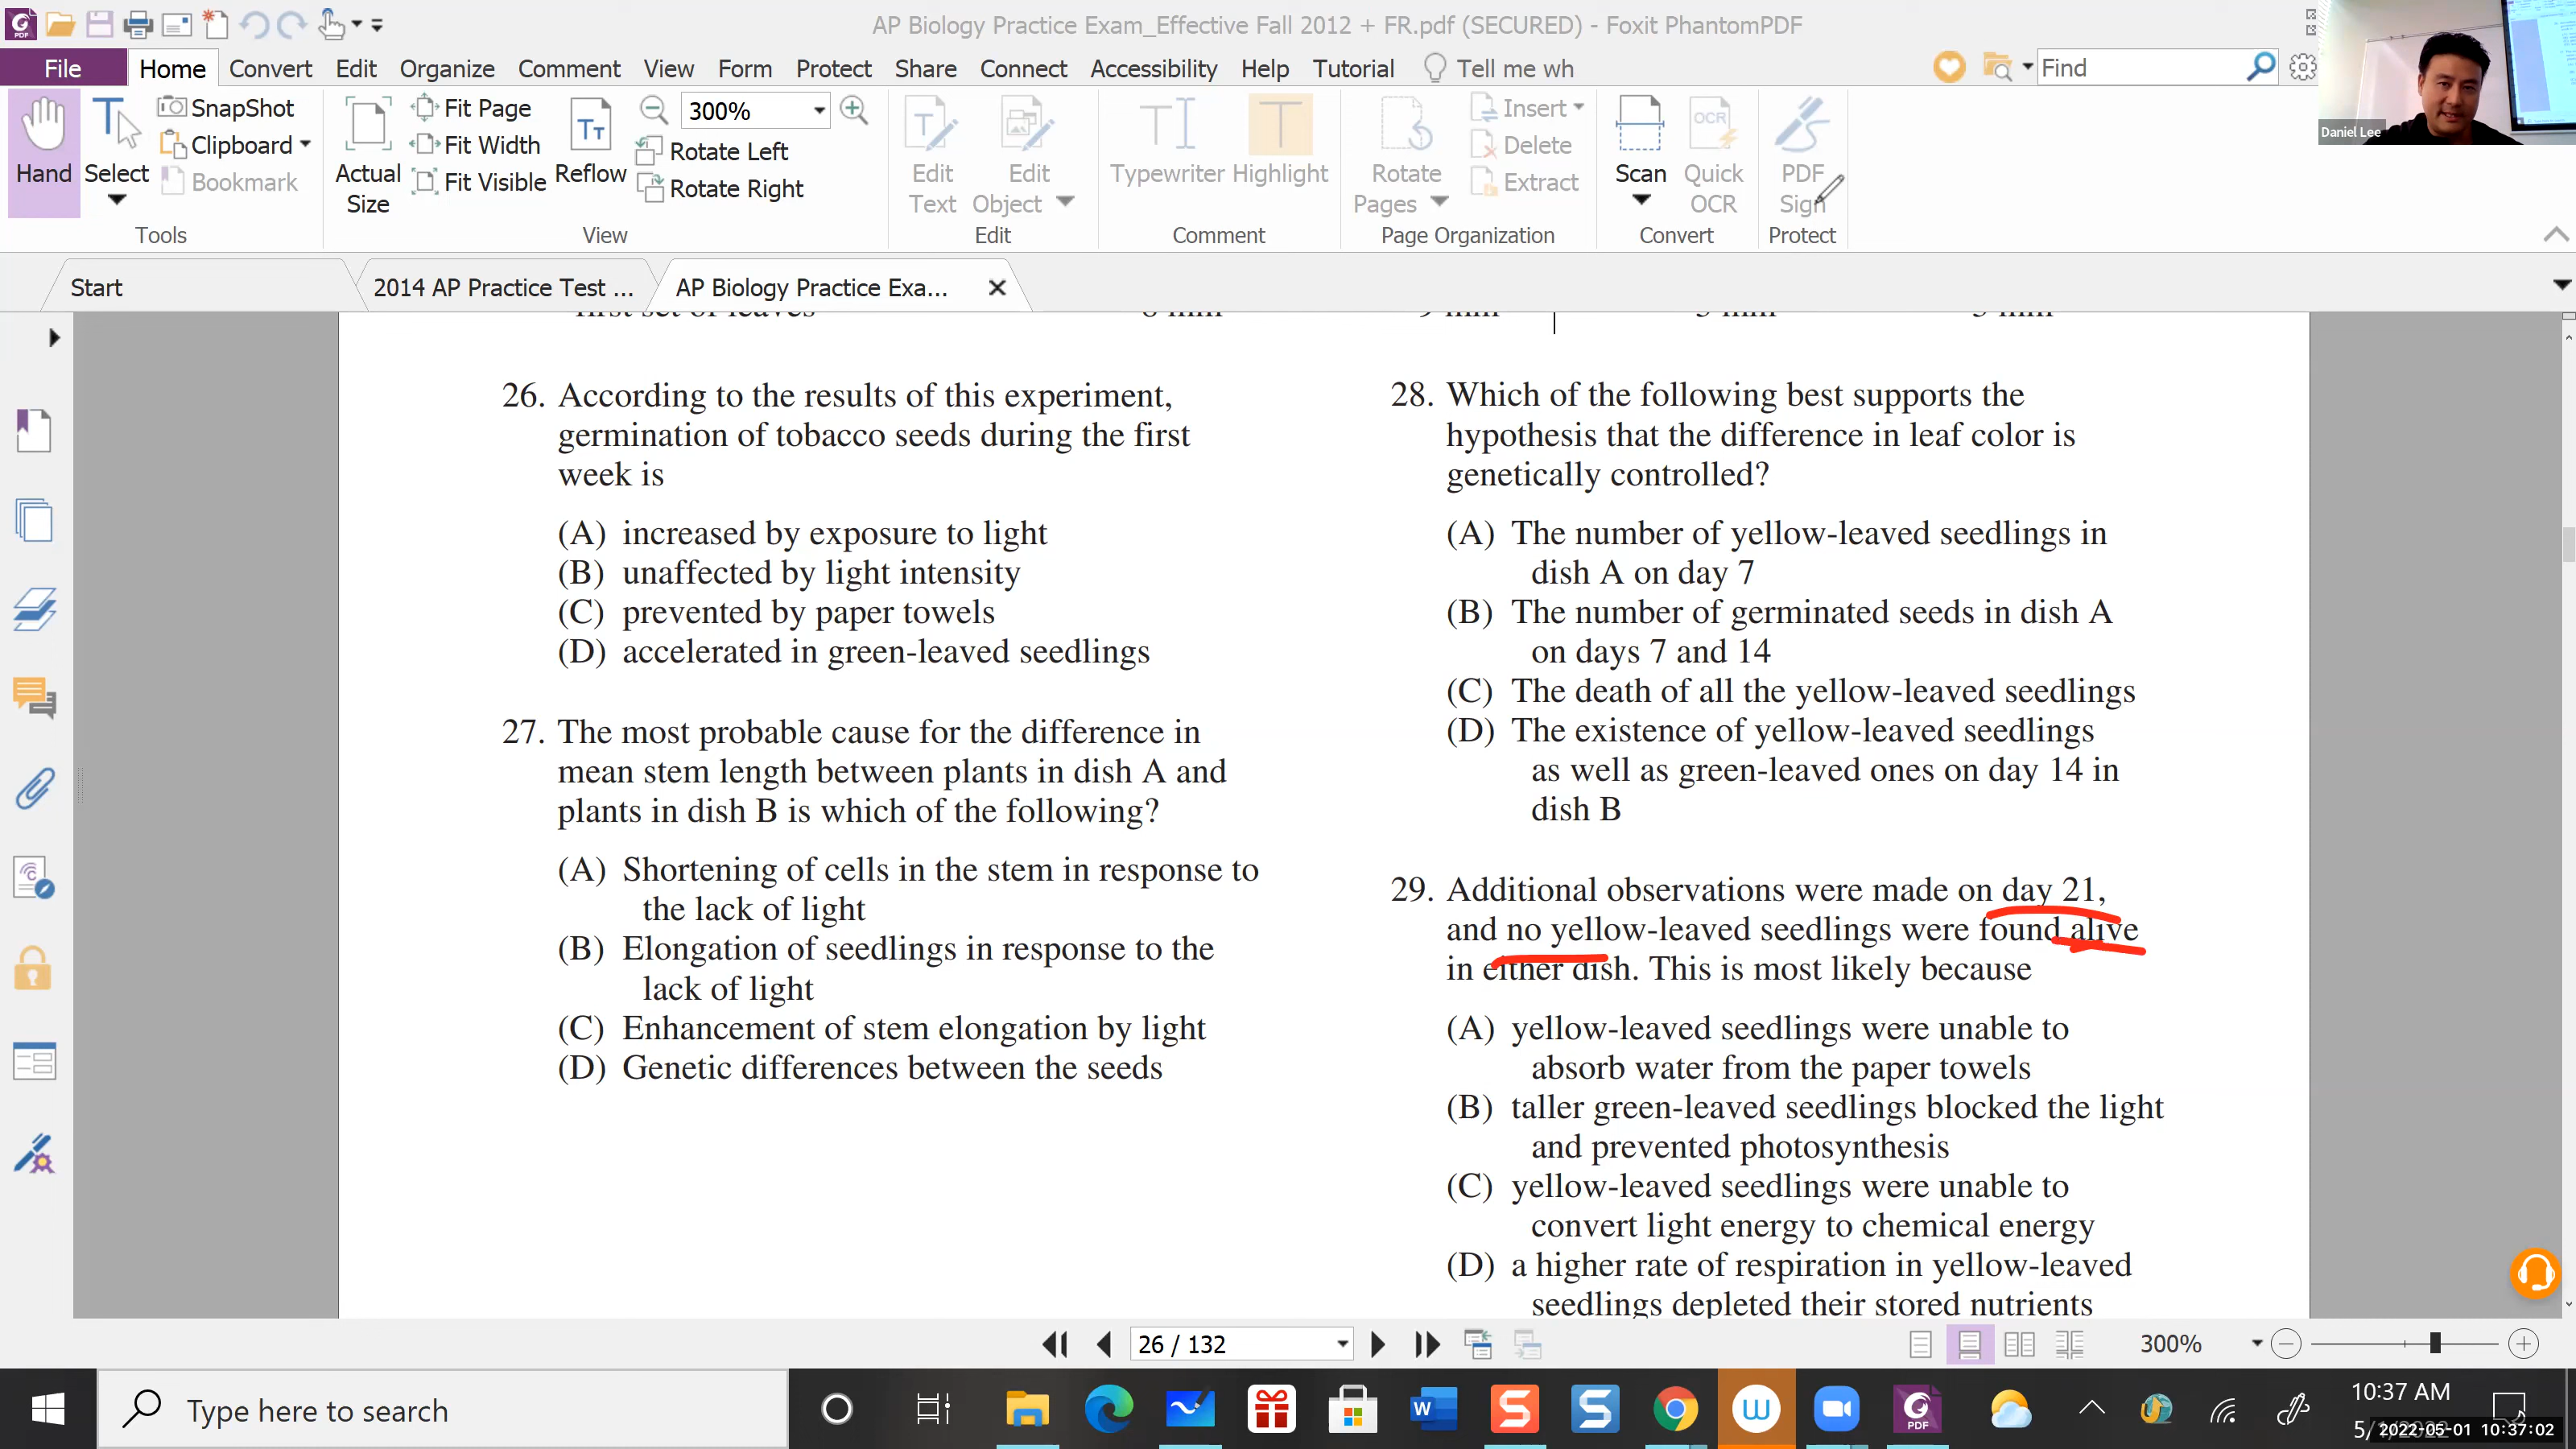 AP Biology Practice Exam_Effective Fall 2012 + FR.pdf (SECURED) - Foxit PhantomPDF
File Home Convert Edit Organize Comment View Form Protect Share Connect Accessibility Help Tutorial Tell me wh
Find
Hand
Select
SnapShot
Clipboard
Bookmark
Tools
Actual
Size
Fit Page
Fit Width
Fit Visible
Reflow
300%
Rotate Left
Rotate Right
View
Edit
Text
Edit
Object
Edit
Typewriter Highlight
Comment
Rotate
Pages
Insert
Delete
Extract
Page Organization
Scan
Quick
OCR
Convert
PDF
Sign
Protect
Daniel Lee
Start
2014 AP Practice Test ...
AP Biology Practice Exa...
26. According to the results of this experiment,
germination of tobacco seeds during the first
week is
(A) increased by exposure to light
(B) unaffected by light intensity
(C) prevented by paper towels
(D) accelerated in green-leaved seedlings
27. The most probable cause for the difference in
mean stem length between plants in dish A and
plants in dish B is which of the following?
(A) Shortening of cells in the stem in response to
the lack of light
(B) Elongation of seedlings in response to the
lack of light
(C) Enhancement of stem elongation by light
(D) Genetic differences between the seeds
28. Which of the following best supports the
hypothesis that the difference in leaf color is
genetically controlled?
(A) The number of yellow-leaved seedlings in
dish A on day 7
(B) The number of germinated seeds in dish A
on days 7 and 14
(C) The death of all the yellow-leaved seedlings
(D) The existence of yellow-leaved seedlings
as well as green-leaved ones on day 14 in
dish B
29. Additional observations were made on day 21,
and no yellow-leaved seedlings were found alive
in either dish. This is most likely because
(A) yellow-leaved seedlings were unable to
absorb water from the paper towels
(B) taller green-leaved seedlings blocked the light
and prevented photosynthesis
(C) yellow-leaved seedlings were unable to
convert light energy to chemical energy
(D) a higher rate of respiration in yellow-leaved
seedlings depleted their stored nutrients
26 / 132
300%
Type here to search
10:37 AM
2022-05-01 10:37:02